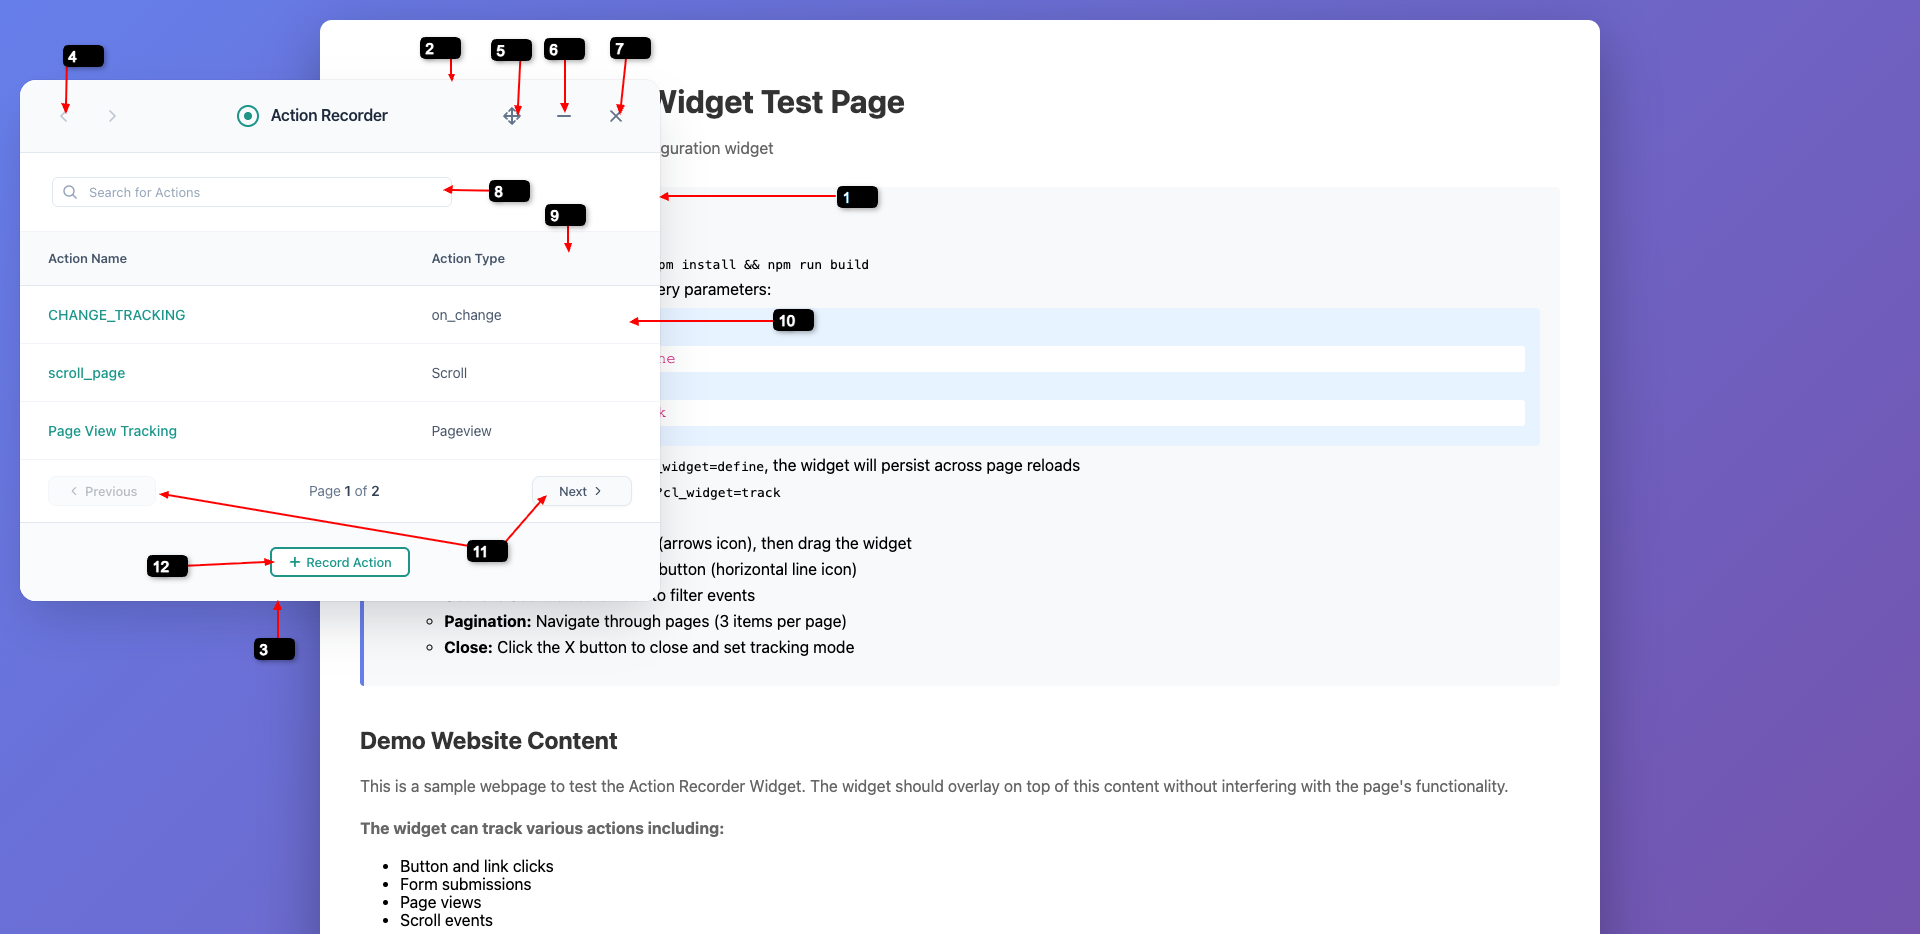 4
2
5
6
7
Action Recorder
Widget Test Page
guration widget
Search for Actions
8
1
9
Action Name
Action Type
pm install && npm run build
ery parameters:
CHANGE_TRACKING
on_change
10
ne
scroll_page
Scroll
k
Page View Tracking
Pageview
_widget=define, the widget will persist across page reloads
Previous
Page 1 of 2
Next
?cl_widget=track
11
(arrows icon), then drag the widget
12
+ Record Action
button (horizontal line icon)
to filter events
Pagination: Navigate through pages (3 items per page)
3
Close: Click the X button to close and set tracking mode
Demo Website Content
This is a sample webpage to test the Action Recorder Widget. The widget should overlay on top of this content without interfering with the page's functionality.
The widget can track various actions including:
Button and link clicks
Form submissions
Page views
Scroll events